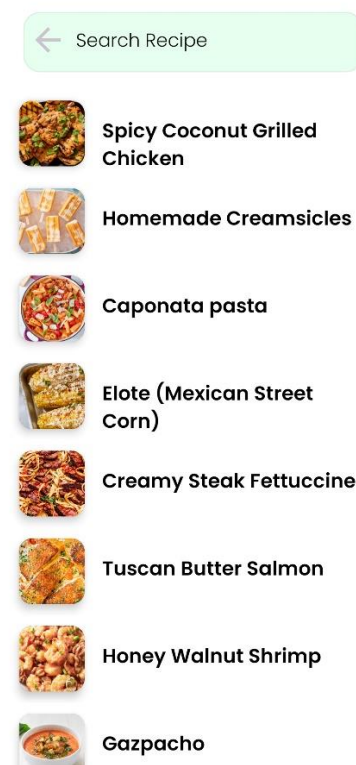 Search Recipe
Spicy Coconut Grilled
Chicken
Homemade Creamsicles
Caponata pasta
Elote (Mexican Street
Corn)
Creamy Steak Fettuccine
Tuscan Butter Salmon
Honey Walnut Shrimp
Gazpacho